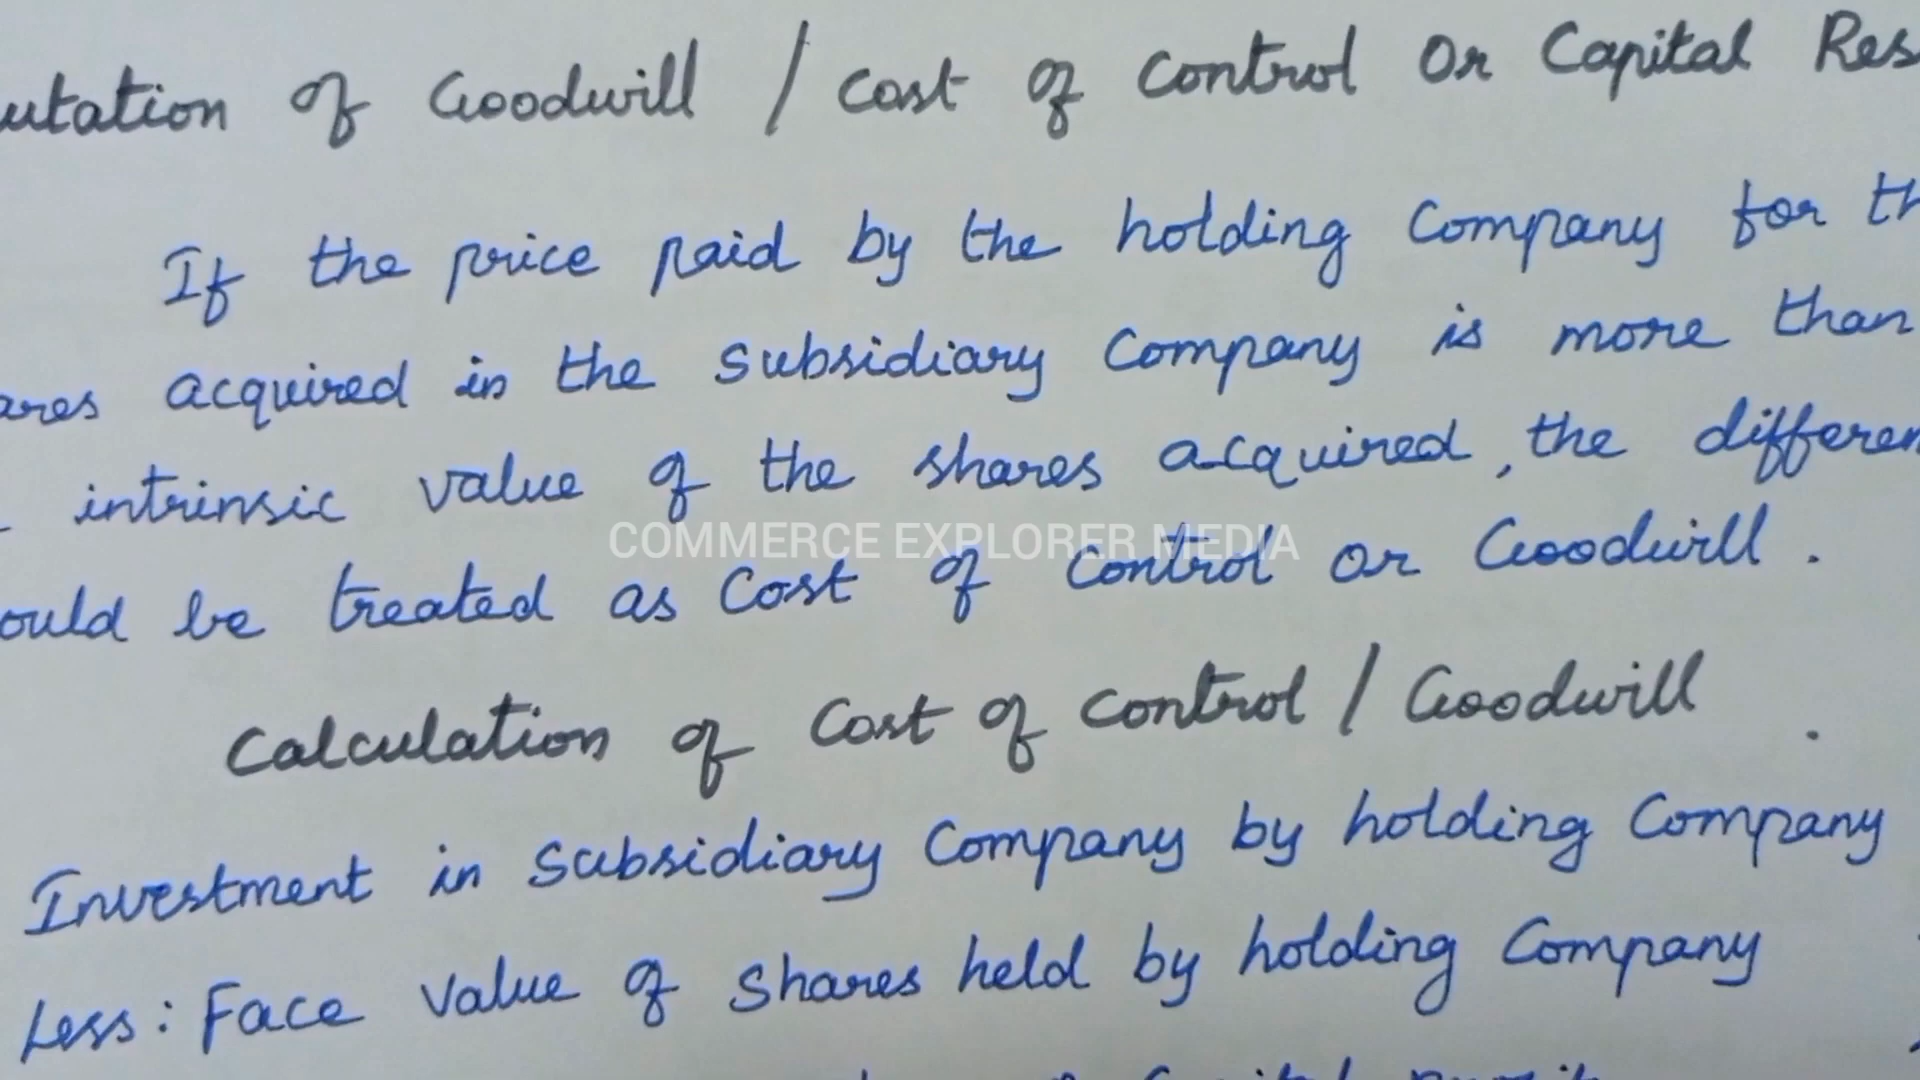 utation of Goodwill / Cost of Control Or Capital Res
If the price paid by the holding Company for th
ares acquired in the Subsidiary Company is more than
intrinsic value of the shares acquired, the differen
COMMERCE EXPLORER MEDIA
ould be treated as Cost of Control or Goodwill.
Calculation of Cost of control / Goodwill
Investment in Subsidiary Company by holding Company
Less: Face value of Shares held by holding Company